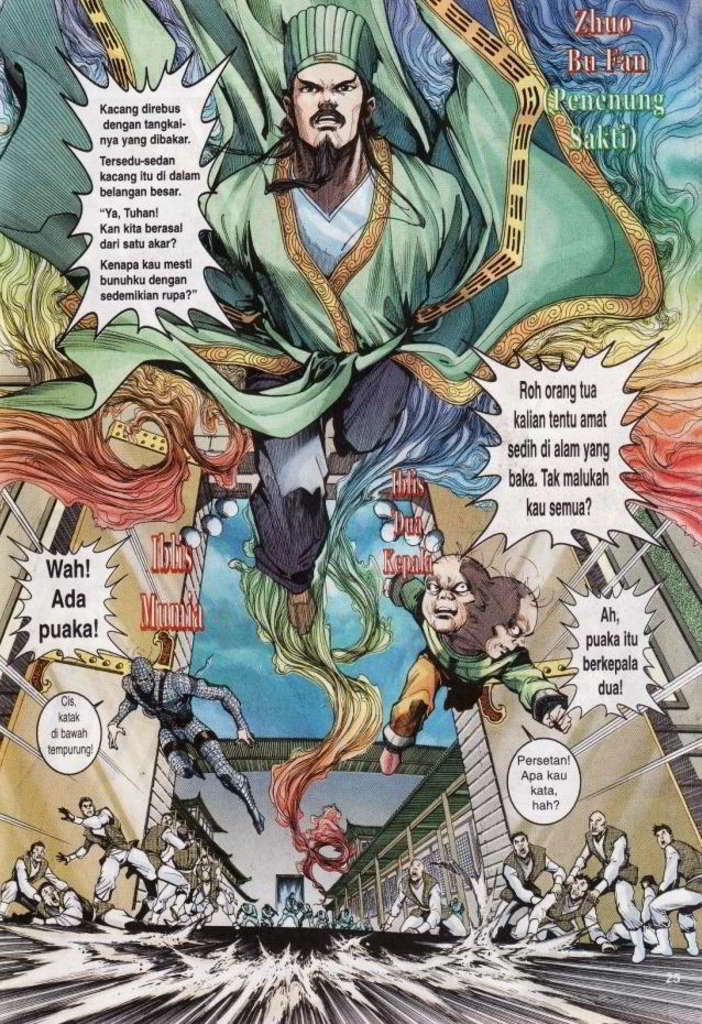 Zhuo
Bu Fan
(Penenung
Sakti)
Kacang direbus
dengan tangkai-
nya yang dibakar.
Tersedu-sedan
kacang itu di dalam
belangan besar.
"Ya, Tuhan!
Kan kita berasal
dari satu akar?
Kenapa kau mesti
bunuhku dengan
sedemikian rupa?"
Roh orang tua
kalian tentu amat
sedih di alam yang
baka. Tak malukah
kau semua?
Iblis
Dua
Kepala
Iblis
Mumia
Wah!
Ada
puaka!
Ah,
puaka itu
berkepala
dua!
Cis,
katak
di bawah
tempurung!
Persetan!
Apa kau
kata,
hah?
23